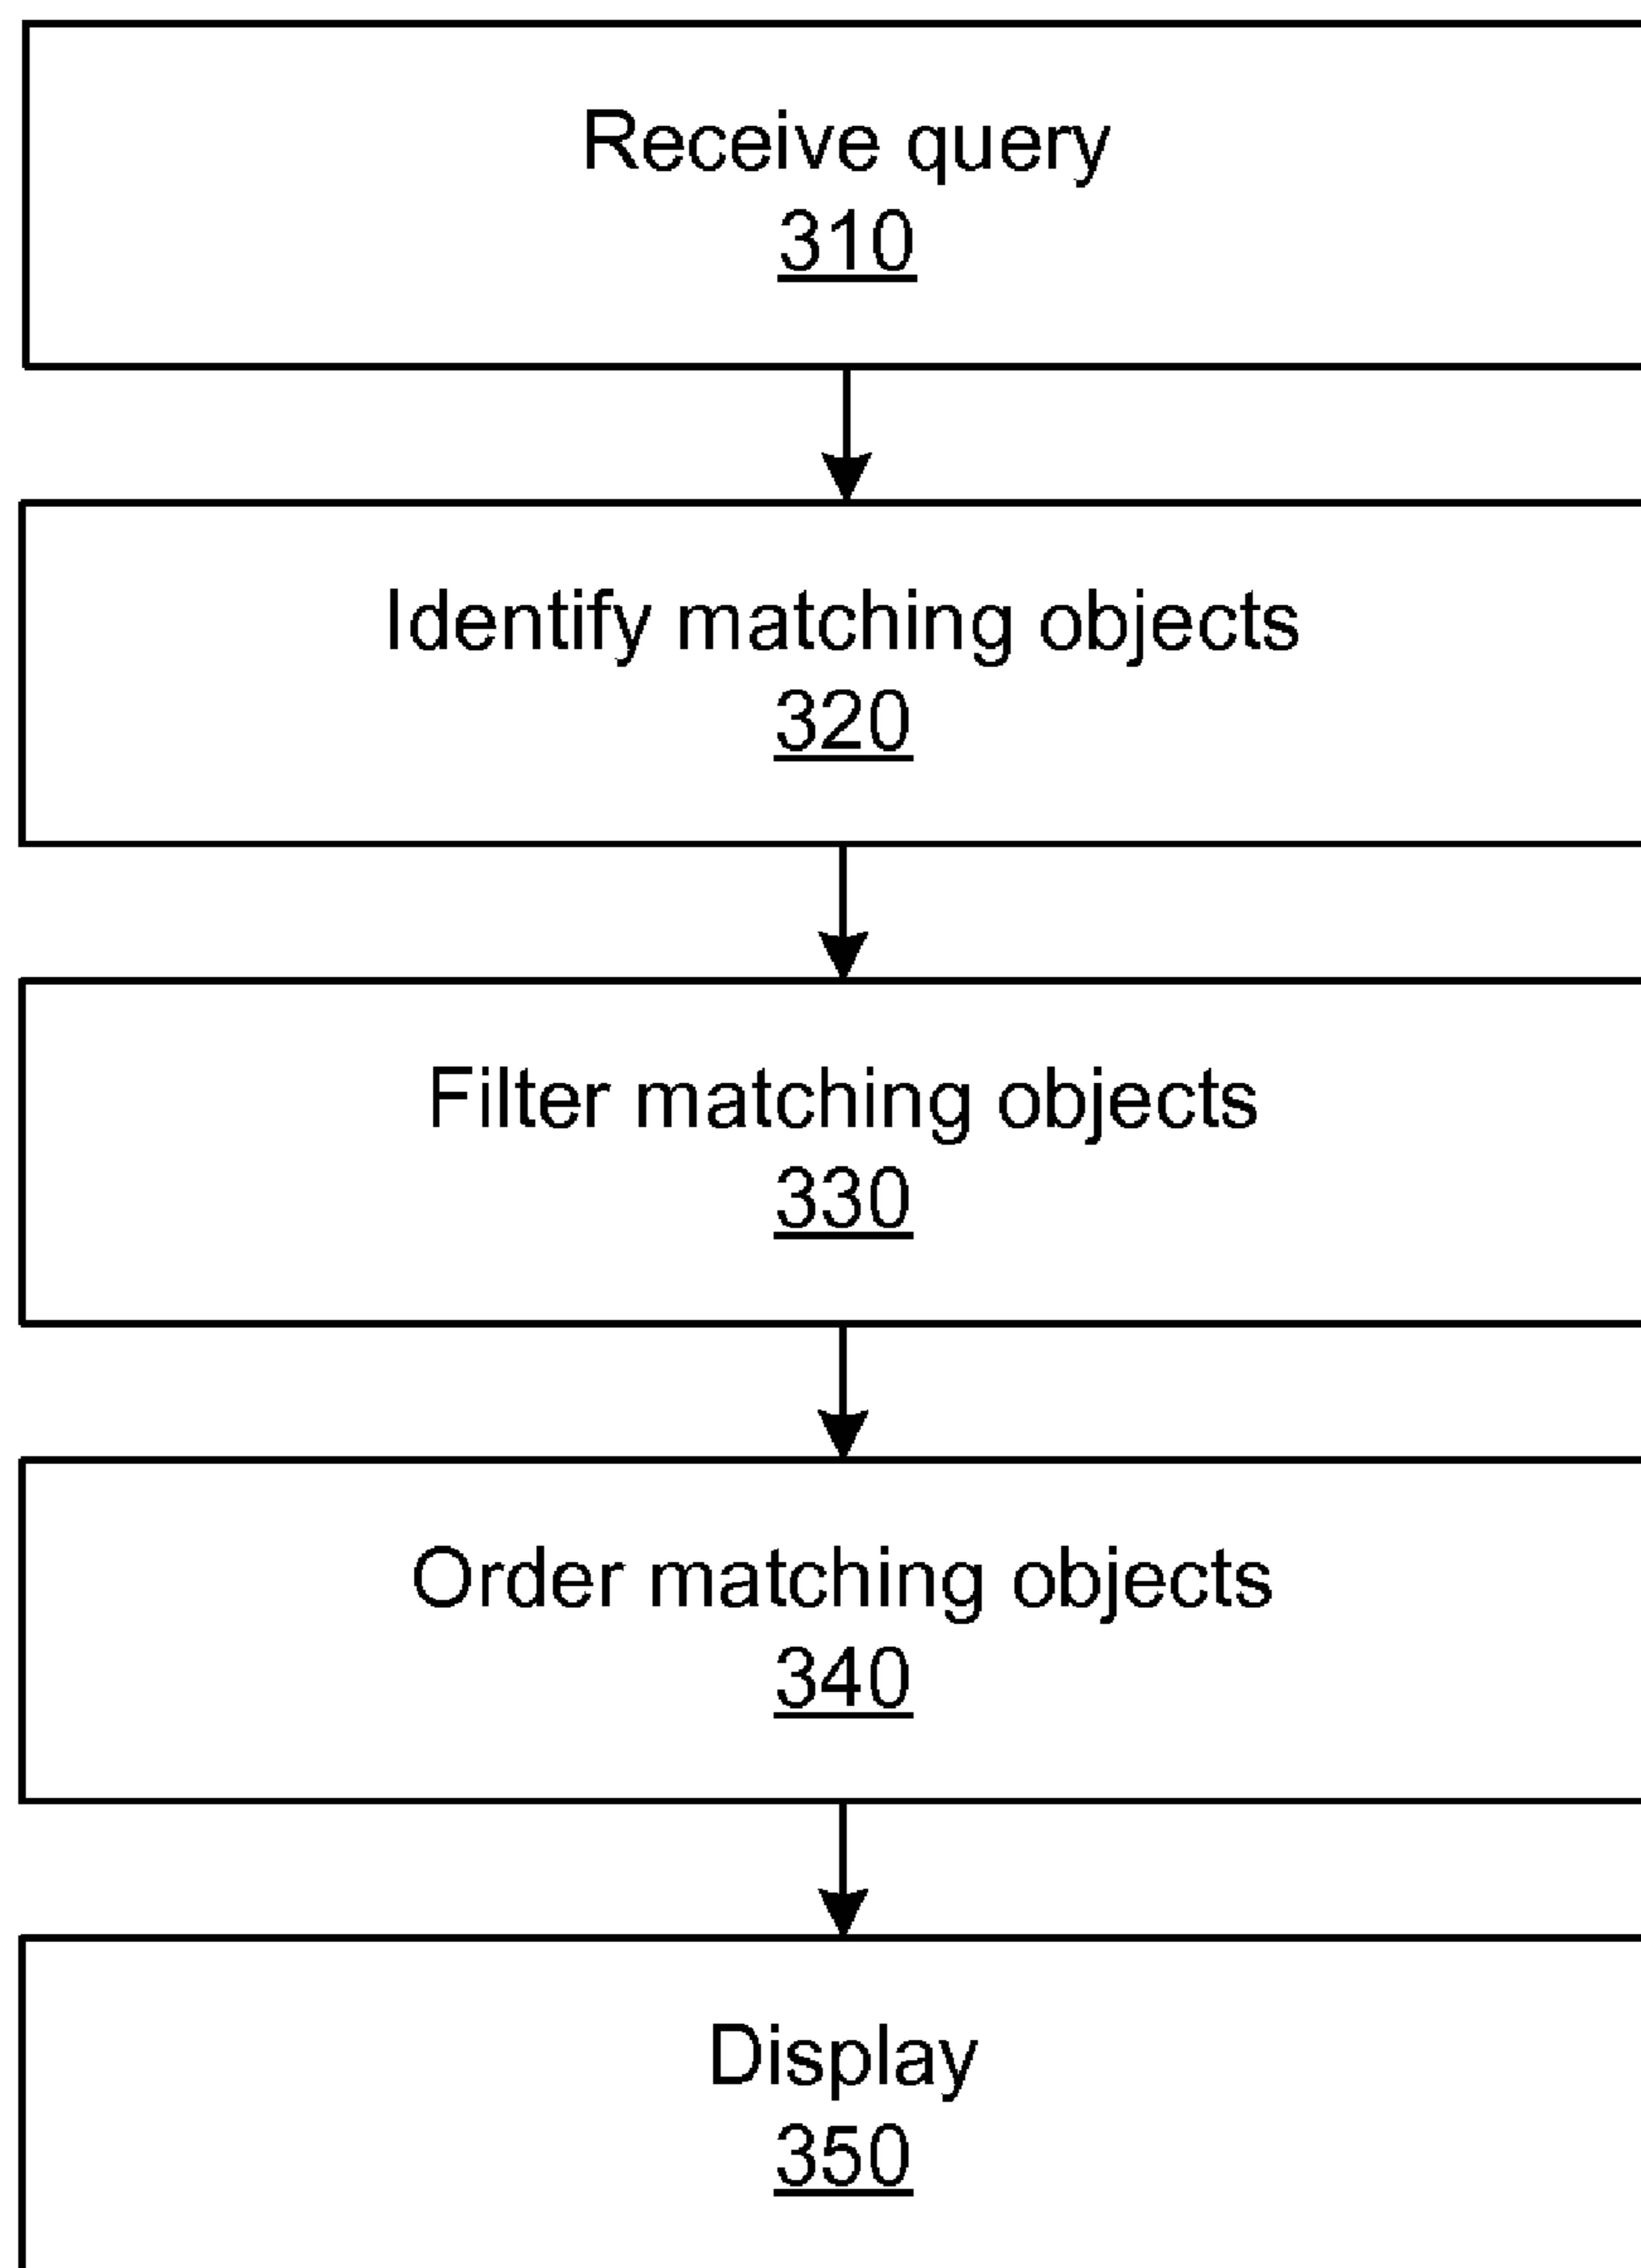 Receive query
310
Identify matching objects
320
Filter matching objects
330
Order matching objects
340
Display
350